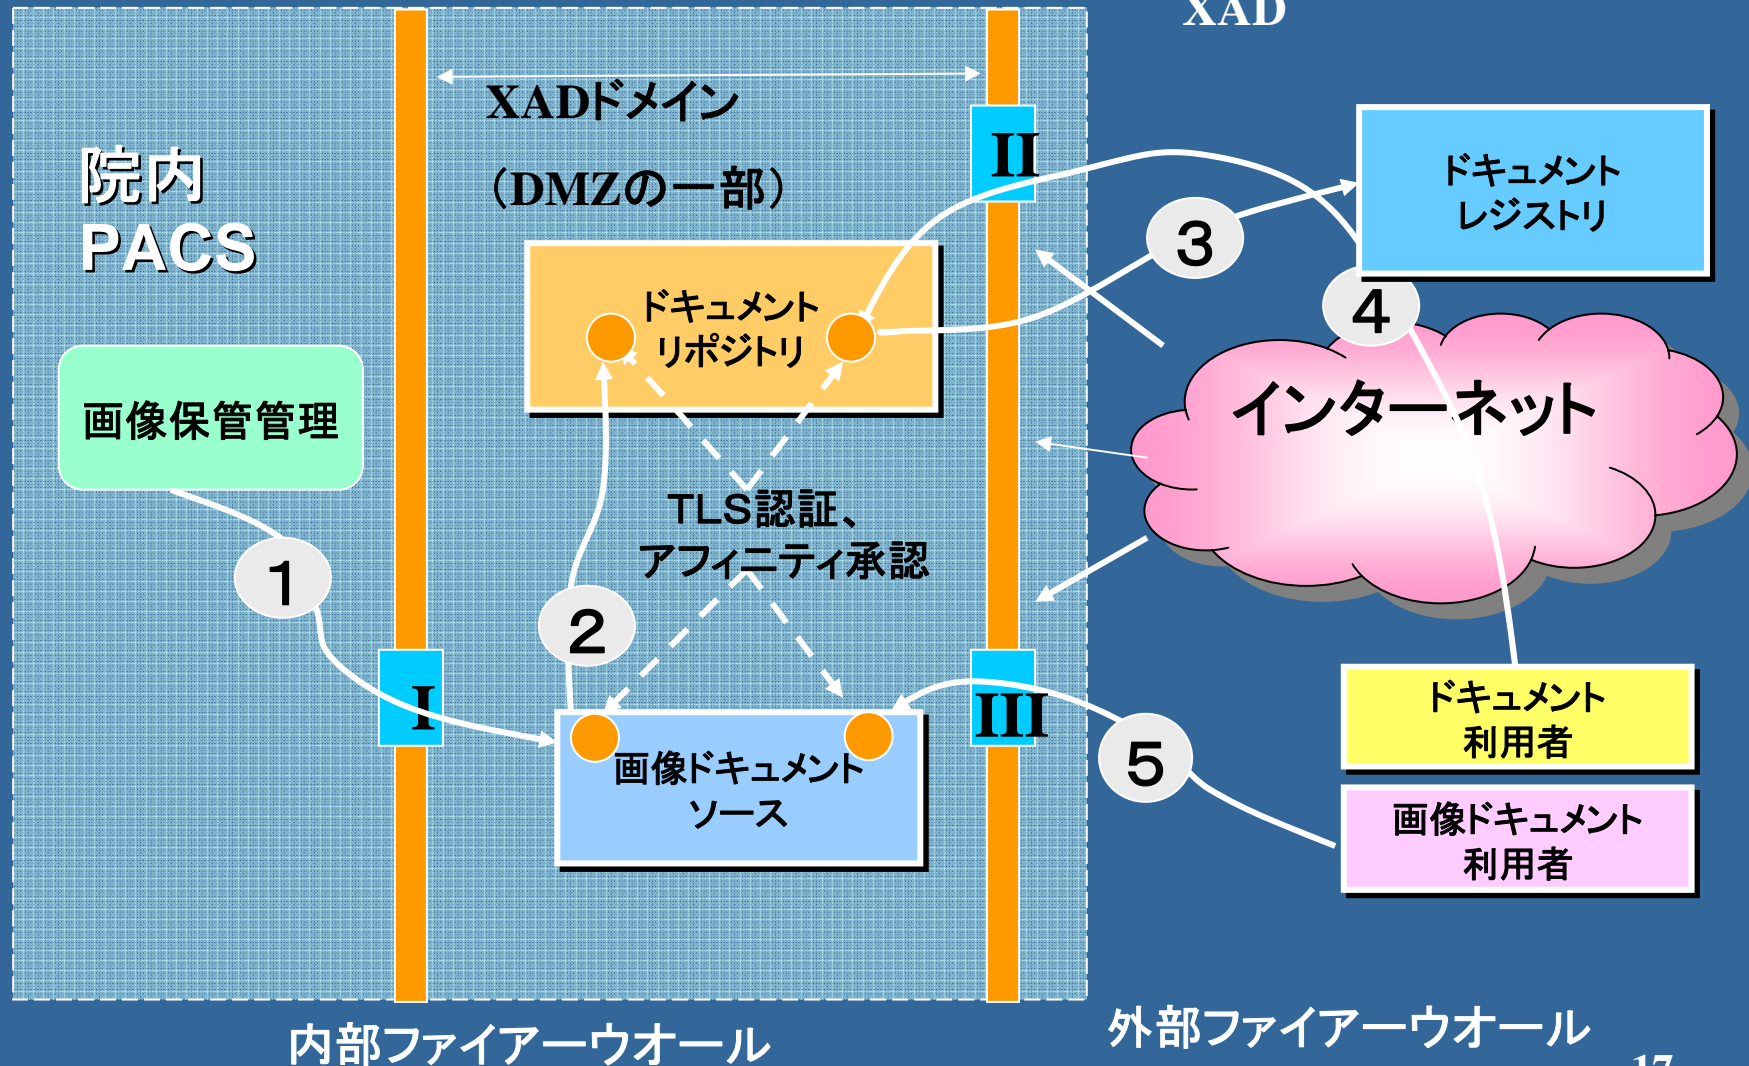 XAD
XADドメイン
（DMZの一部）
院内
PACS
II
ドキュメント
レジストリ
3
4
ドキュメント
リポジトリ
画像保管管理
インターネット
TLS認証、
アフィニティ承認
1
2
I
III
ドキュメント
利用者
画像ドキュメント
ソース
5
画像ドキュメント
利用者
内部ファイアーウオール
外部ファイアーウオール
17